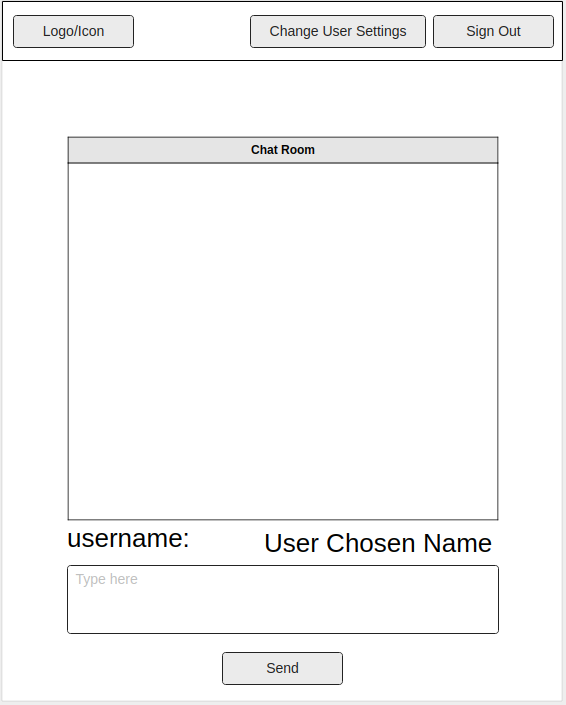 Logo/Icon
Change User Settings
Sign Out
Chat Room
username:
User Chosen Name
Type here
Send